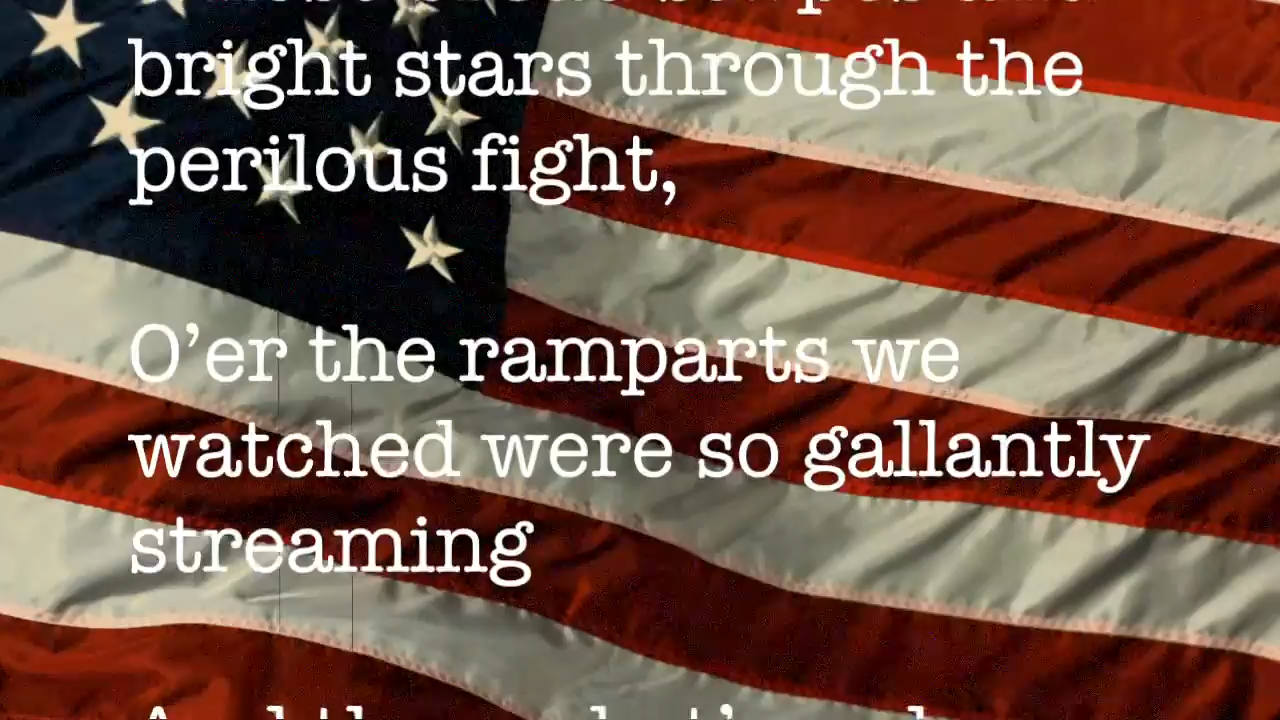 bright stars through the
perilous fight,
O’er the ramparts we
watched were so gallantly
streaming